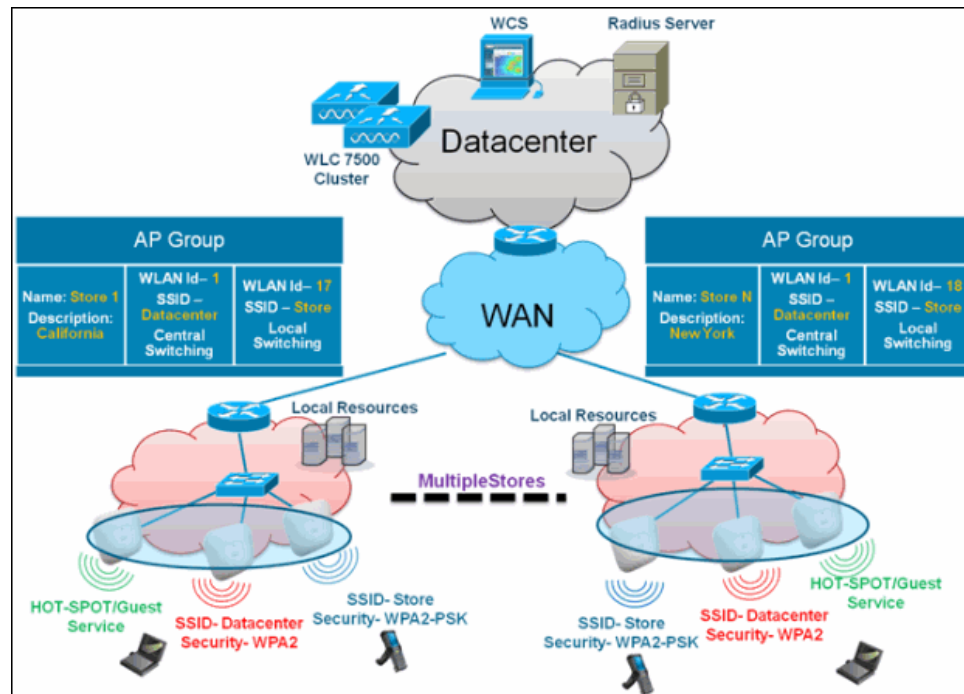 WCS
Radius Server
Datacenter
WLC 7500
Cluster
AP Group
Name: Store 1
Description:
California
WLAN Id– 1
SSID –
Datacenter
Central
Switching
WLAN Id– 17
SSID – Store
Local
Switching
WAN
AP Group
Name: Store N
Description:
New York
WLAN Id– 1
SSID –
Datacenter
Central
Switching
WLAN Id– 18
SSID – Store
Local
Switching
Local Resources
Local Resources
MultipleStores
HOT-SPOT/Guest
Service
SSID- Datacenter
Security- WPA2
SSID- Store
Security- WPA2-PSK
SSID- Store
Security- WPA2-PSK
SSID- Datacenter
Security- WPA2
HOT-SPOT/Guest
Service